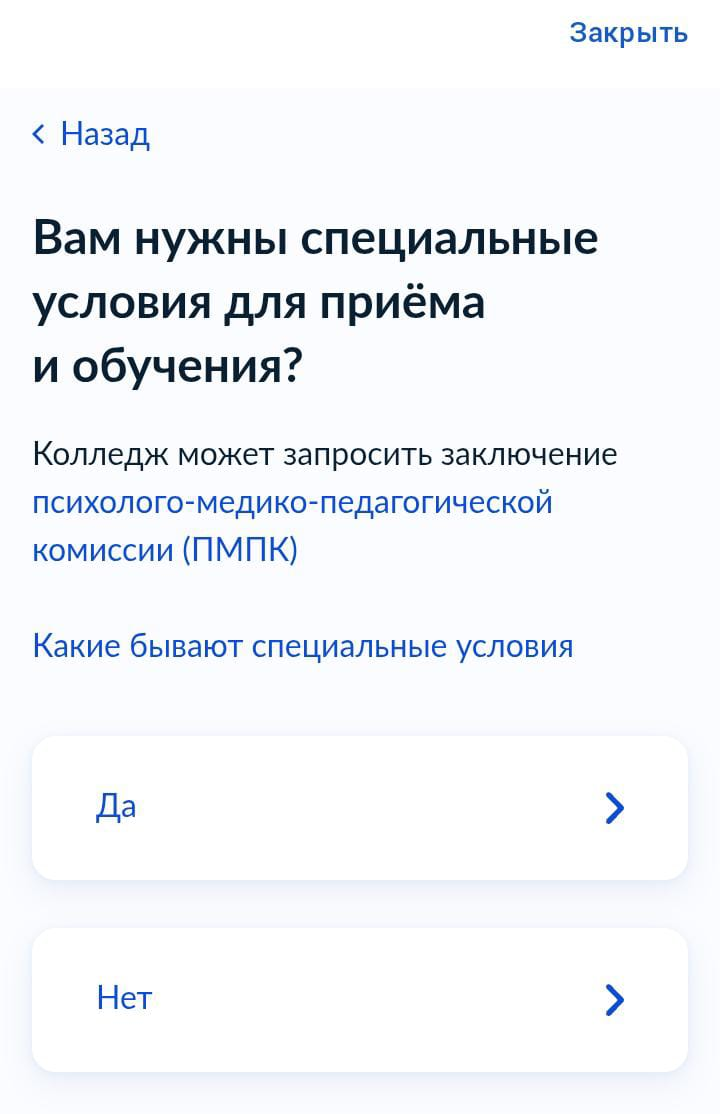 Закрыть
Назад
Вам нужны специальные
условия для приёма
и обучения?
Колледж может запросить заключение
психолого-медико-педагогической
комиссии (ПМПК)
Какие бывают специальные условия
Да
Нет